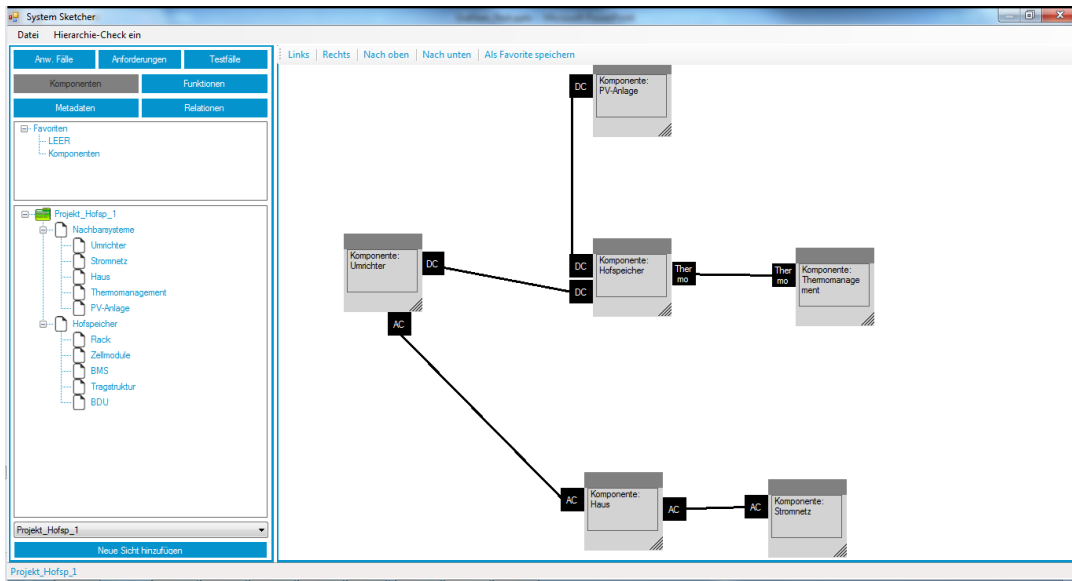 System Sketcher
Datei Hierarchie-Check ein
Anw. Fälle Anforderungen Testfälle
Komponenten Funktionen
Metadaten Relationen
Favoriten
LEER
Komponenten
Projekt_Hofsp_1
Nachbarsysteme
Umrichter
Stromnetz
Haus
Thermomanagement
PV-Anlage
Hofspeicher
Rack
Zellmodule
BMS
Tragstruktur
BDU
Projekt_Hofsp_1
Neue Sicht hinzufügen
Projekt_Hofsp_1
Links Rechts Nach oben Nach unten Als Favorite speichern
DC
Komponente:
PV-Anlage
Komponente:
Umrichter
DC
AC
DC
DC
Komponente:
Hofspeicher
Ther
mo
Ther
mo
Komponente:
Thermomanage
ment
AC
Komponente:
Haus
AC
AC
Komponente:
Stromnetz